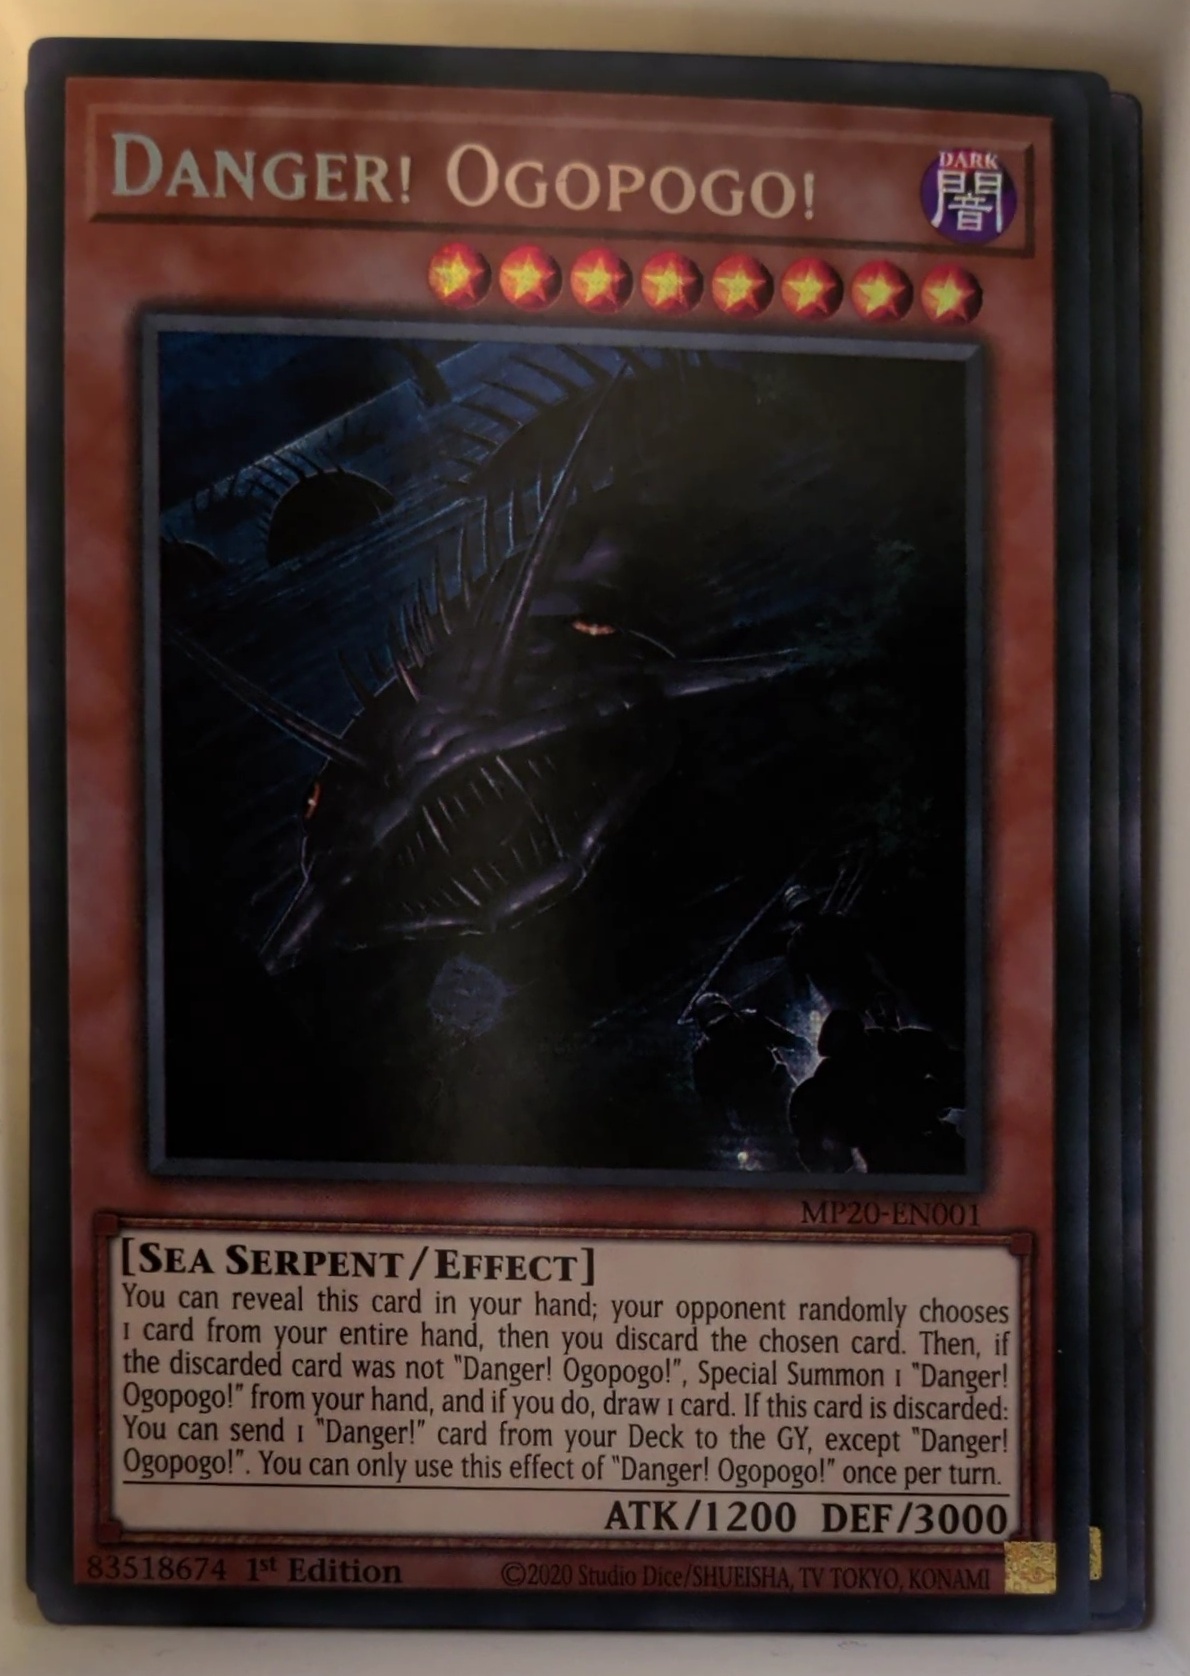 DANGER! OGOPOGO!
DARK
闇
MP20-EN001
[SEA SERPENT/EFFECT]
You can reveal this card in your hand; your opponent randomly chooses
1 card from your entire hand, then you discard the chosen card. Then, if
the discarded card was not "Danger! Ogopogo!", Special Summon 1 "Danger!
Ogopogo!" from your hand, and if you do, draw 1 card. If this card is discarded:
You can send 1 "Danger!" card from your Deck to the GY, except "Danger!
Ogopogo!". You can only use this effect of "Danger! Ogopogo!" once per turn.
ATK/1200 DEF/3000
83518674 1st Edition ©2020 Studio Dice/SHUEISHA, TV TOKYO, KONAMI